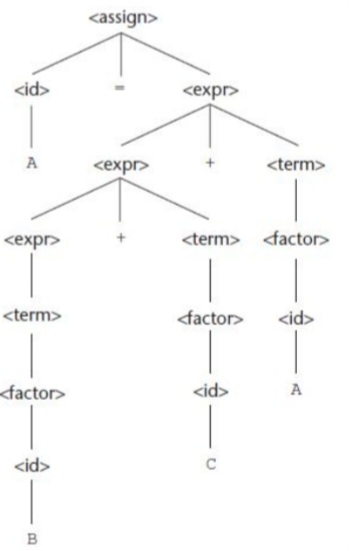 <assign>
<id> = <expr>
A <expr> + <term>
<expr> + <term> <factor>
<term> <factor> <id>
<factor> <id> A
<id> C
B